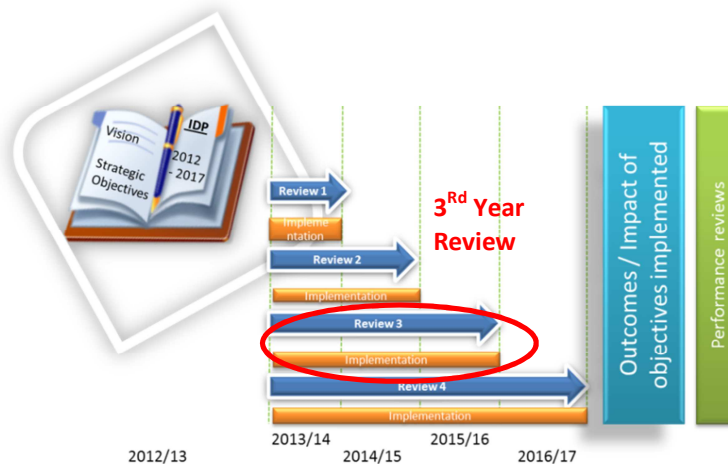 Vision
Strategic
Objectives
IDP
2012
- 2017
Review 1
Impleme
ntation
3Rd Year
Review
Review 2
Implementation
Review 3
Implementation
Review 4
Implementation
2012/13
2013/14
2014/15
2015/16
2016/17
Outcomes / Impact of
objectives implemented
Performance reviews